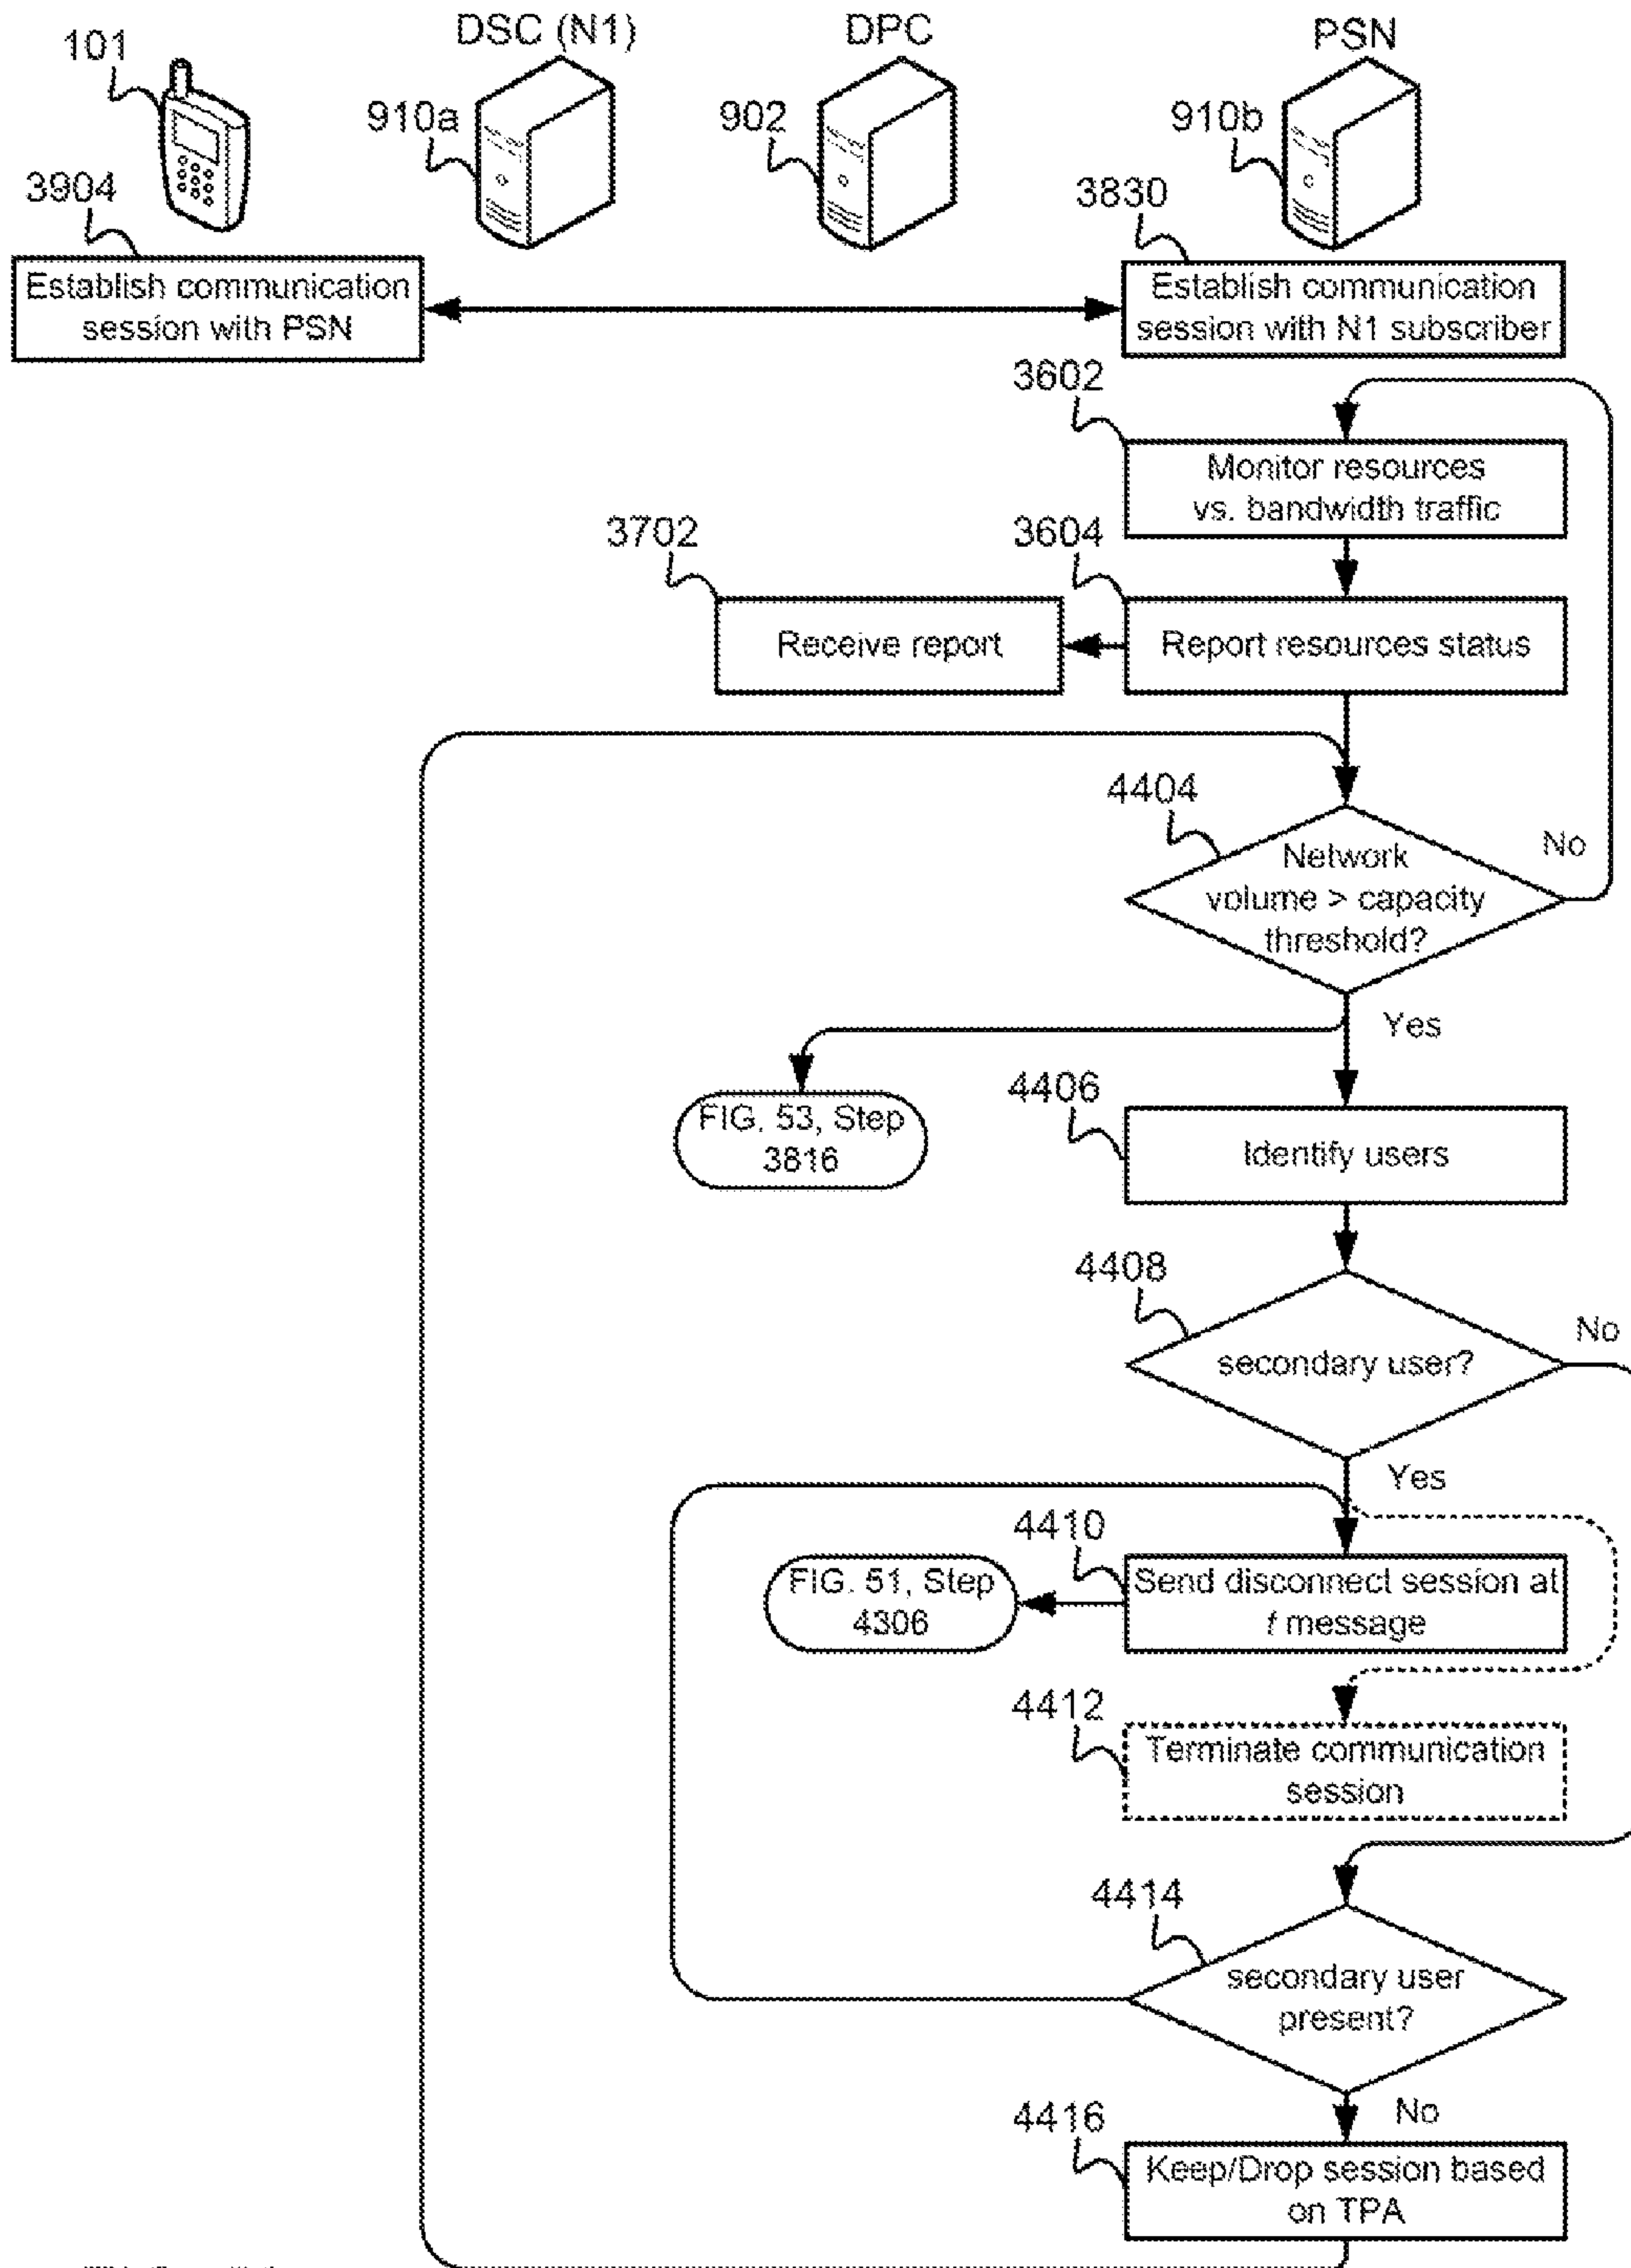 101
DSC (N1)
DPC
PSN
910a
902
910b
3904
3830
Establish communication
session with PSN
Establish communication
session with N1 subscriber
3602
Monitor resources
vs. bandwidth traffic
3702
3604
Receive report
Report resources status
4404
Network
volume > capacity
threshold?
No
Yes
FIG. 53, Step
3816
4406
Identify users
4408
secondary user?
No
Yes
4410
FIG. 51, Step
4306
Send disconnect session at
t message
4412
Terminate communication
session
4414
secondary user
present?
No
4416
Keep/Drop session based
on TPA